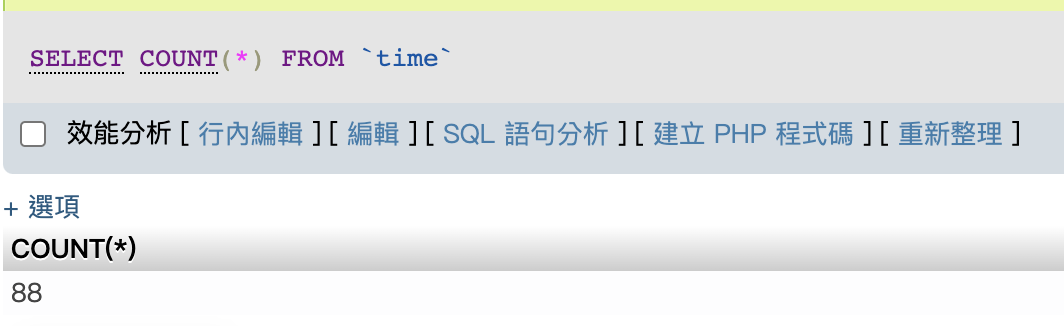 SELECT COUNT(*) FROM `time`
效能分析 [ 行內編輯 ] [ 編輯 ] [ SQL 語句分析 ] [ 建立 PHP 程式碼 ] [ 重新整理 ]
+ 選項
COUNT(*)
88